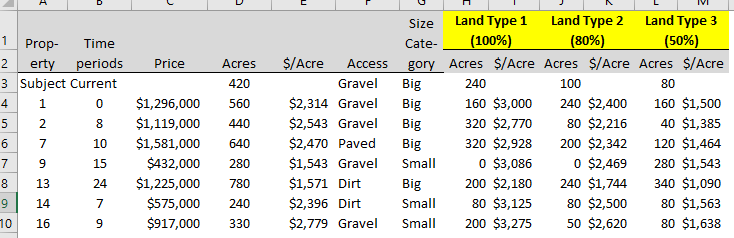 A B C D E F G H I J K L M
Size Land Type 1 Land Type 2 Land Type 3
1 Prop- Time Cate- (100%) (80%) (50%)
2 erty periods Price Acres $/Acre Access gory Acres $/Acre Acres $/Acre Acres $/Acre
3 Subject Current 420 Gravel Big 240 100 80
4 1 0 $1,296,000 560 $2,314 Gravel Big 160 $3,000 240 $2,400 160 $1,500
5 2 8 $1,119,000 440 $2,543 Gravel Big 320 $2,770 80 $2,216 40 $1,385
6 7 10 $1,581,000 640 $2,470 Paved Big 320 $2,928 200 $2,342 120 $1,464
7 9 15 $432,000 280 $1,543 Gravel Small 0 $3,086 0 $2,469 280 $1,543
8 13 24 $1,225,000 780 $1,571 Dirt Big 200 $2,180 240 $1,744 340 $1,090
9 14 7 $575,000 240 $2,396 Dirt Small 80 $3,125 80 $2,500 80 $1,563
10 16 9 $917,000 330 $2,779 Gravel Small 200 $3,275 50 $2,620 80 $1,638